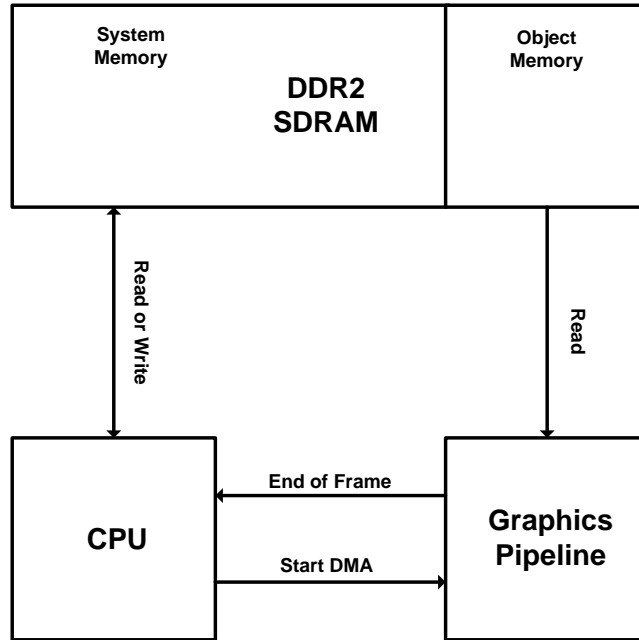 System
Memory
Object
Memory
DDR2
SDRAM
Read or Write
Read
End of Frame
CPU
Graphics
Pipeline
Start DMA